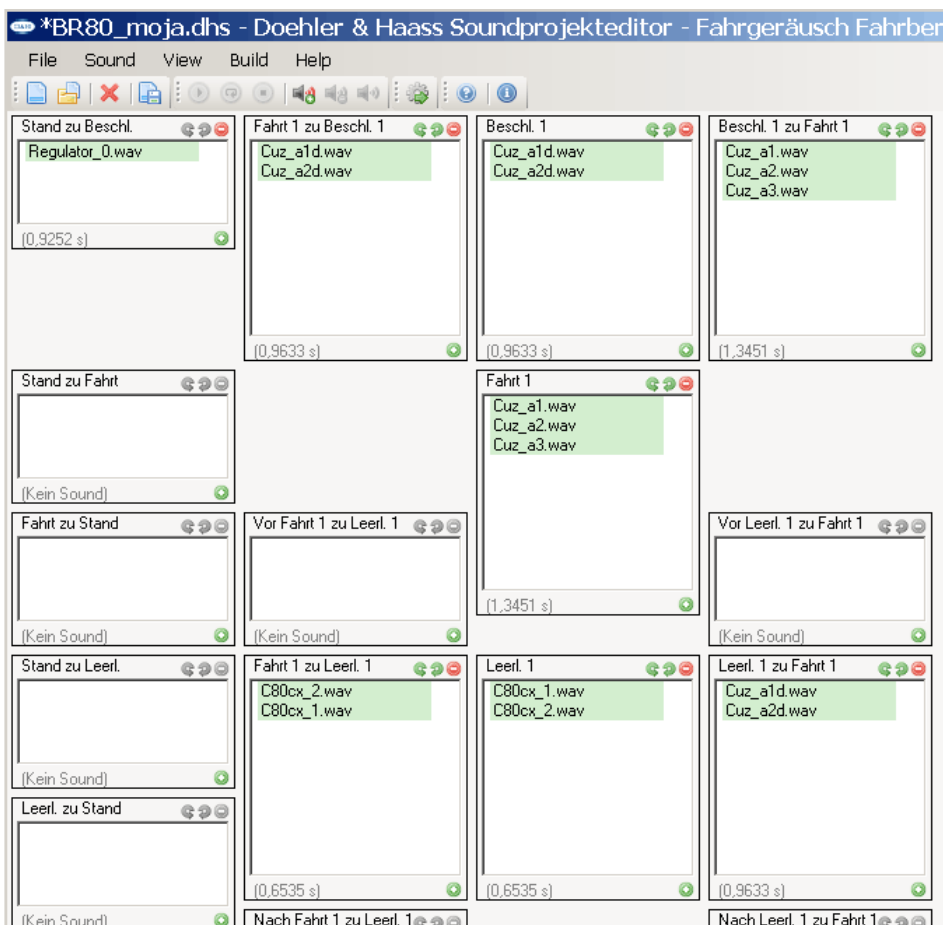 *BR80_moja.dhs - Doehler & Haass Soundprojekteditor - Fahrgeräusch Fahrber
File Sound View Build Help
Stand zu Beschl.
Regulator_0.wav
(0,9252 s)
Fahrt 1 zu Beschl. 1
Cuz_a1d.wav
Cuz_a2d.wav
(0,9633 s)
Beschl. 1
Cuz_a1d.wav
Cuz_a2d.wav
(0,9633 s)
Beschl. 1 zu Fahrt 1
Cuz_a1.wav
Cuz_a2.wav
Cuz_a3.wav
(1,3451 s)
Stand zu Fahrt
(Kein Sound)
Fahrt 1
Cuz_a1.wav
Cuz_a2.wav
Cuz_a3.wav
(1,3451 s)
Fahrt zu Stand
(Kein Sound)
Vor Fahrt 1 zu Leerl. 1
(Kein Sound)
Vor Leerl. 1 zu Fahrt 1
(Kein Sound)
Stand zu Leerl.
(Kein Sound)
Fahrt 1 zu Leerl. 1
C80cx_2.wav
C80cx_1.wav
(0,6535 s)
Leerl. 1
C80cx_1.wav
C80cx_2.wav
(0,6535 s)
Leerl. 1 zu Fahrt 1
Cuz_a1d.wav
Cuz_a2d.wav
(0,9633 s)
Leerl. zu Stand
(Kein Sound)
Nach Fahrt 1 zu Leerl. 1
Nach Leerl. 1 zu Fahrt 1